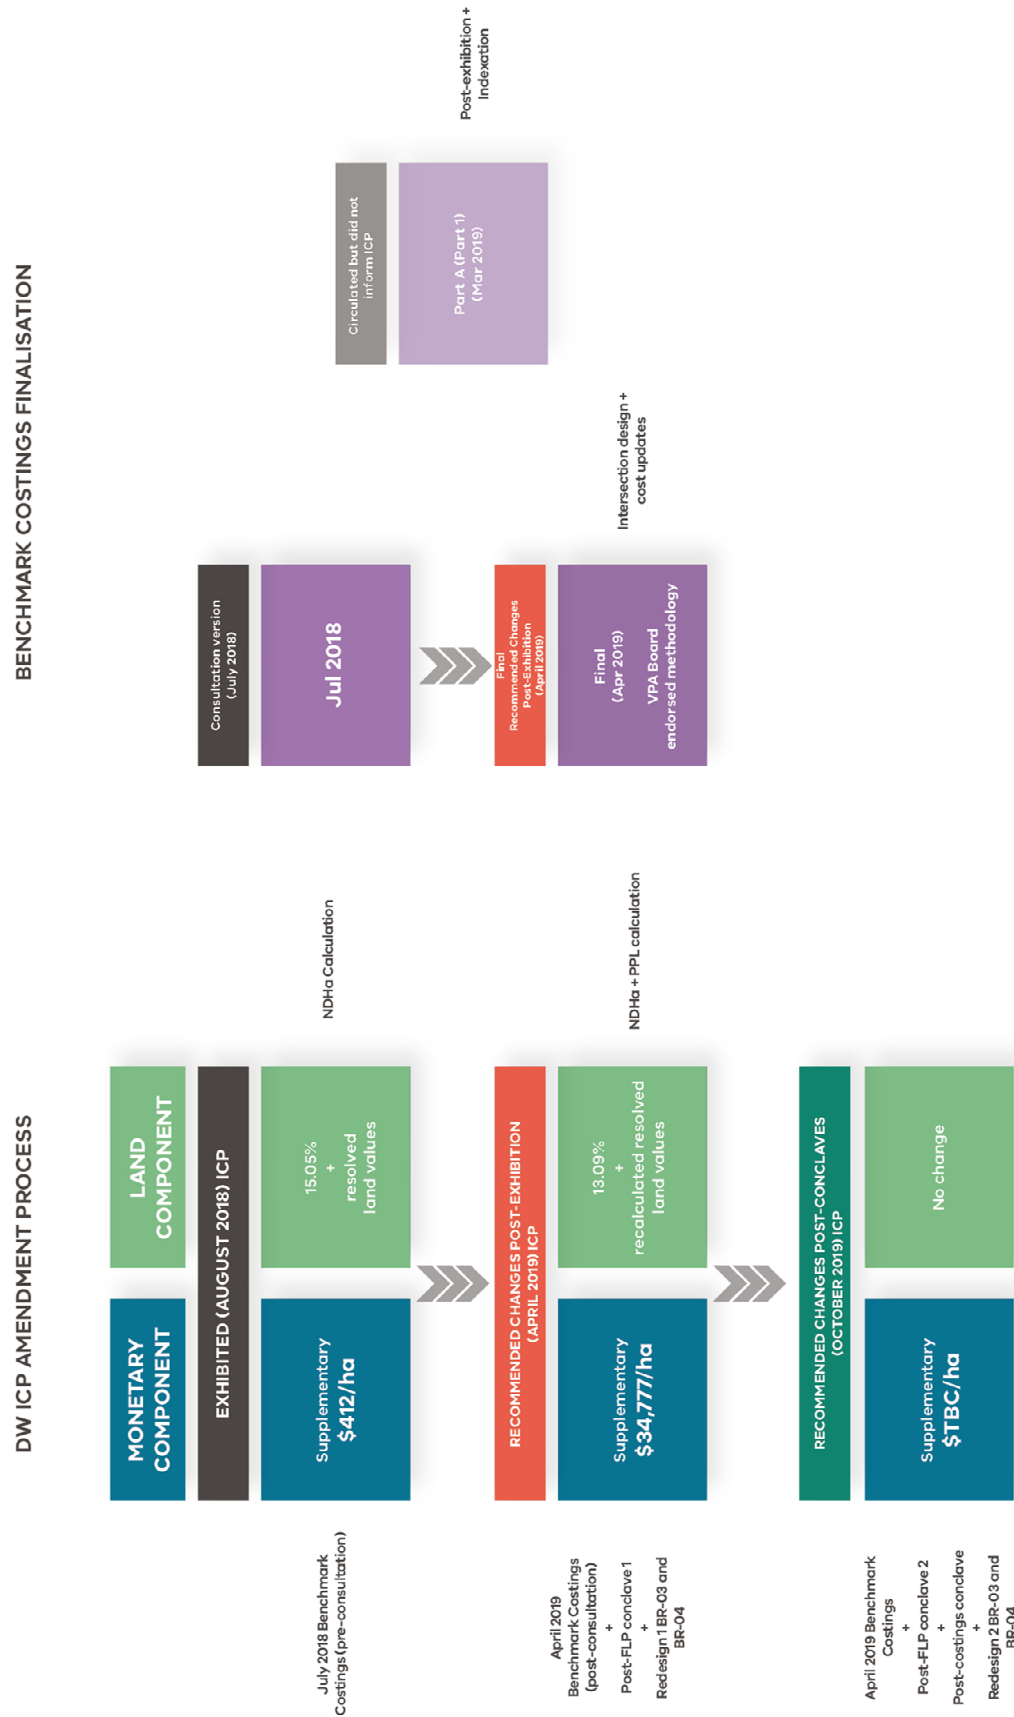 DW ICP AMENDMENT PROCESS
MONETARY
COMPONENT
LAND
COMPONENT
EXHIBITED (AUGUST 2018) ICP
July 2018 Benchmark
Costings (pre-consultation)
Supplementary
$412/ha
15.05%
+
resolved
land values
NDHa Calculation
RECOMMENDED CHANGES POST-EXHIBITION
(APRIL 2019) ICP
April 2019
Benchmark Costings
(post-consultation)
+
Post-FLP conclave 1
+
Redesign 1 BR-03 and
BR-04
Supplementary
$34,777/ha
13.09%
+
recalculated resolved
land values
NDHa + PPL calculation
RECOMMENDED CHANGES POST-CONCLAVES
(OCTOBER 2019) ICP
April 2019 Benchmark
Costings
+
Post-FLP conclave 2
+
Post-costings conclave
+
Redesign 2 BR-03 and
BR-04
Supplementary
$TBC/ha
No change
BENCHMARK COSTINGS FINALISATION
Consultation version
(July 2018)
Jul 2018
Final
Recommended Changes
Post-Exhibition
(April 2019)
Final
(Apr 2019)
VPA Board
endorsed methodology
Intersection design +
cost updates
Circulated but did not
inform ICP
Part A (Part 1)
(Mar 2019)
Post-exhibition +
Indexation